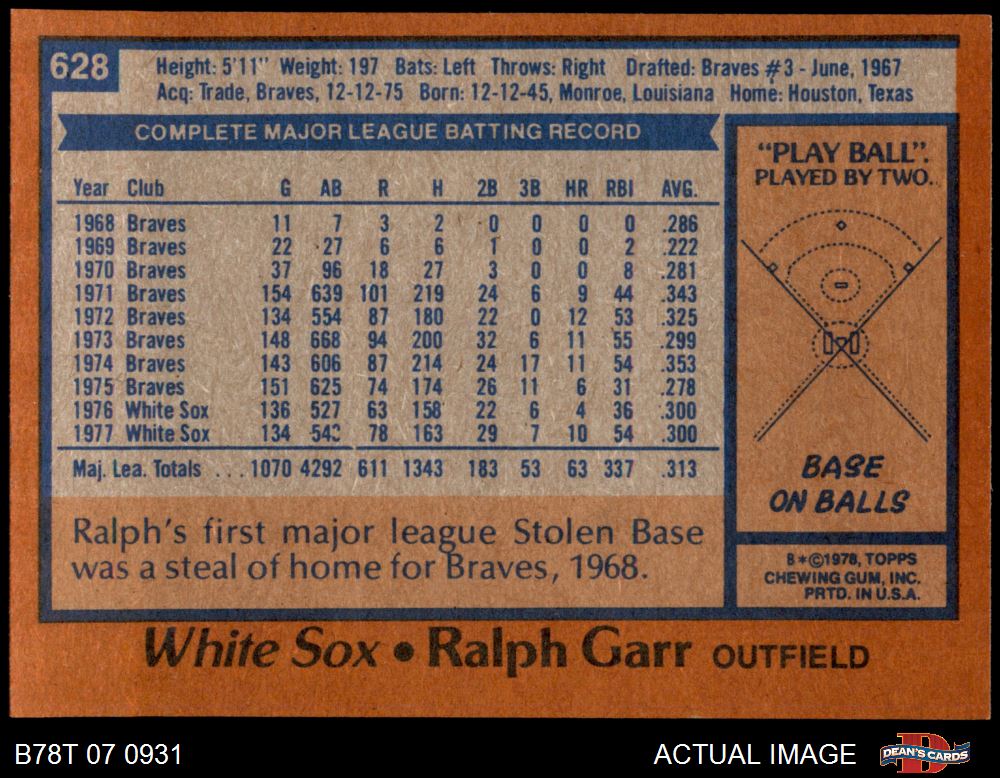 628
Height: 5'11" Weight: 197 Bats: Left Throws: Right Drafted: Braves #3 - June, 1967
Acq: Trade, Braves, 12-12-75 Born: 12-12-45, Monroe, Louisiana Home: Houston, Texas
COMPLETE MAJOR LEAGUE BATTING RECORD
Year Club G AB R H 2B 3B HR RBI AVG.
1968 Braves 11 7 3 2 0 0 0 0 .286
1969 Braves 22 27 6 6 1 0 0 2 .222
1970 Braves 37 96 18 27 3 0 0 8 .281
1971 Braves 154 639 101 219 24 6 9 44 .343
1972 Braves 134 554 87 180 22 0 12 53 .325
1973 Braves 148 668 94 200 32 6 11 55 .299
1974 Braves 143 606 87 214 24 17 11 54 .353
1975 Braves 151 625 74 174 26 11 6 31 .278
1976 White Sox 136 527 63 158 22 6 4 36 .300
1977 White Sox 134 543 78 163 29 7 10 54 .300
Maj. Lea. Totals ... 1070 4292 611 1343 183 53 63 337 .313
Ralph's first major league Stolen Base
was a steal of home for Braves, 1968.
"PLAY BALL".
PLAYED BY TWO.
BASE
ON BALLS
B*©1978, TOPPS
CHEWING GUM, INC.
PRTD. IN U.S.A.
White Sox • Ralph Garr OUTFIELD
B78T 07 0931
ACTUAL IMAGE
D
DEAN'S CARDS